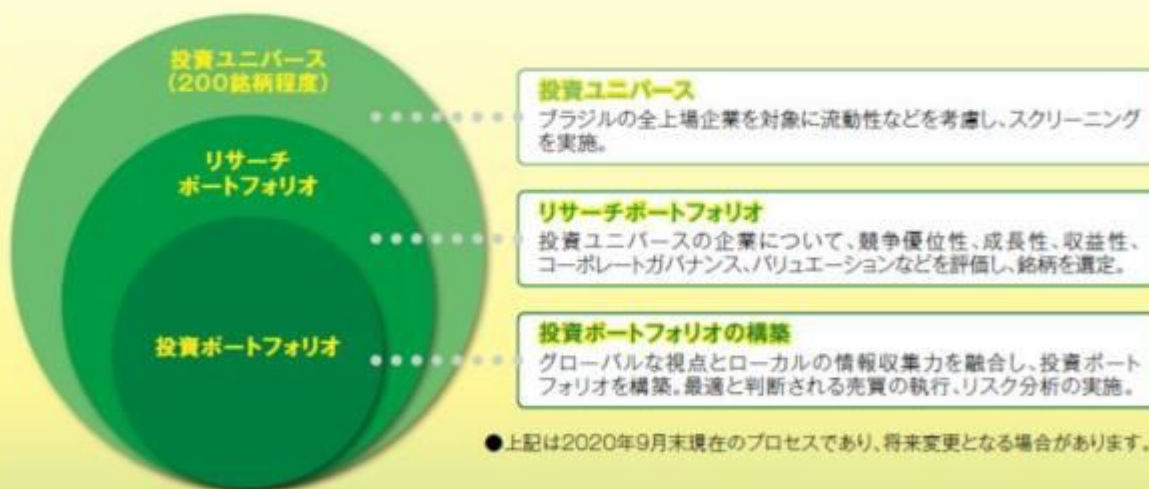 投資ユニバース
(200銘柄程度)
リサーチ
ポートフォリオ
投資ポートフォリオ
投資ユニバース
ブラジルの全上場企業を対象に流動性などを考慮し、スクリーニング
を実施。
リサーチポートフォリオ
投資ユニバースの企業について、競争優位性、成長性、収益性、
コーポレートガバナンス、バリュエーションなどを評価し、銘柄を選定。
投資ポートフォリオの構築
グローバルな視点とローカルの情報収集力を融合し、投資ポート
フォリオを構築。最適と判断される売買の執行、リスク分析の実施。
●上記は2020年9月末現在のプロセスであり、将来変更となる場合があります。